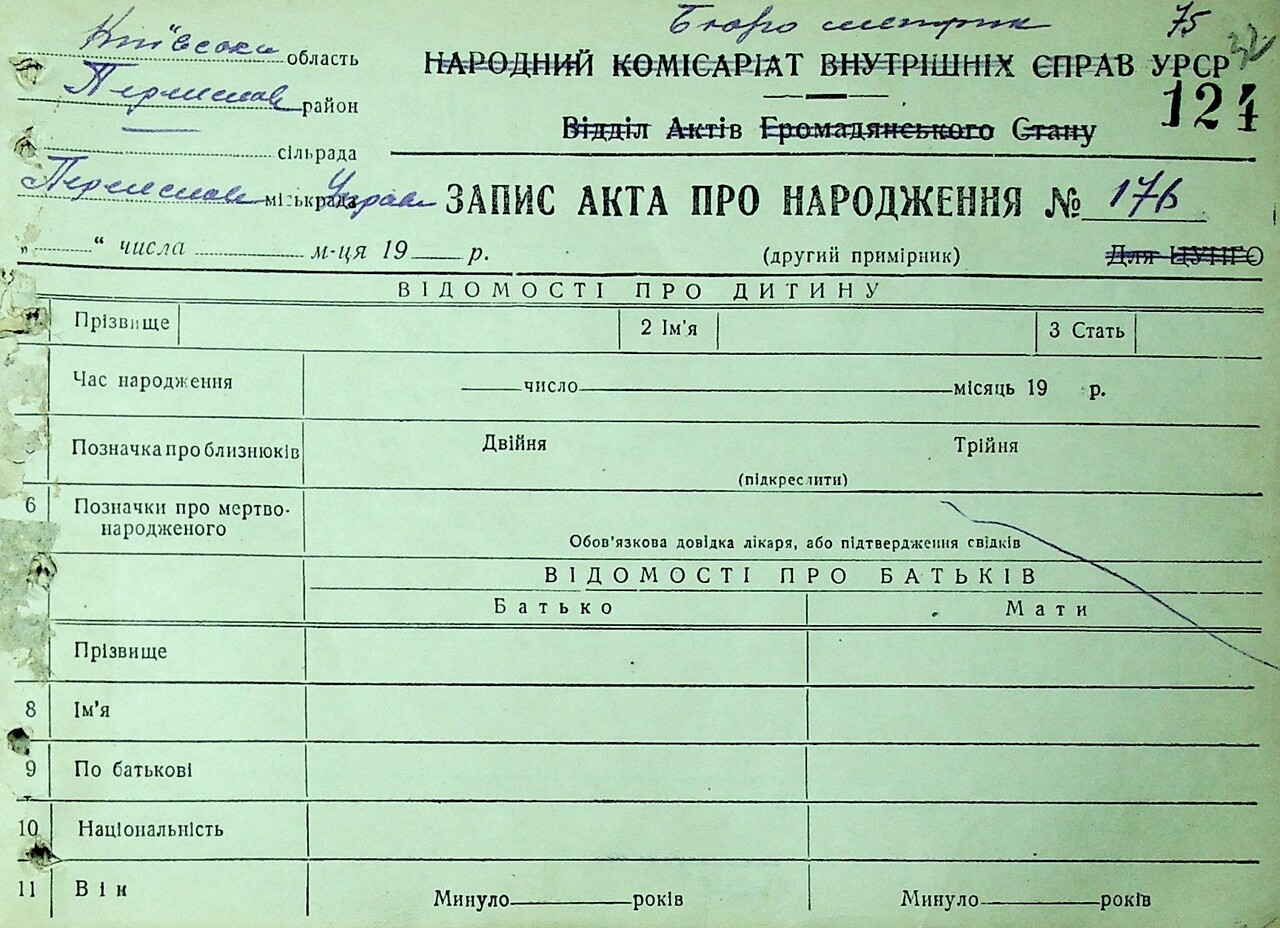 Бюро метрик 75 32
Київська область
НАРОДНИЙ КОМІСАРІАТ ВНУТРІШНІХ СПРАВ УРСР
124
район
Відділ Актів Громадянського Стану
сільрада
міськрада Управ
ЗАПИС АКТА ПРО НАРОДЖЕННЯ № 176
„ “ числа м-ця 19 р.
(другий примірник)
Для ЦУНГО
ВІДОМОСТІ ПРО ДИТИНУ
Прізвище 2 Ім'я 3 Стать
Час народження число місяць 19 р.
Позначка про близнюків Двійня Трійня
(підкреслити)
6 Позначки про мертво-
народженого
Обов'язкова довідка лікаря, або підтвердження свідків
ВІДОМОСТІ ПРО БАТЬКІВ
Батько Мати
Прізвище
8 Ім'я
9 По батькові
10 Національність
11 Вік Минуло років Минуло років